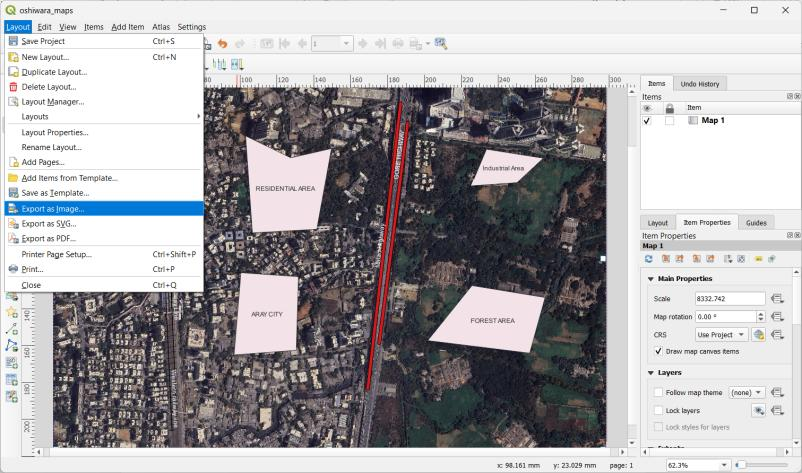 oshiwara_maps
Layout Edit View Items Add Item Atlas Settings
Save Project Ctrl+S
New Layout... Ctrl+N
Duplicate Layout...
Delete Layout...
Layout Manager...
Layouts
Layout Properties...
Rename Layout...
Add Pages...
Add Items from Template...
Save as Template...
Export as Image...
Export as SVG...
Export as PDF...
Printer Page Setup... Ctrl+Shift+P
Print... Ctrl+P
Close Ctrl+Q
1
80 100 120 140 160 180 200 220 240 260 280 300
140
160
180
200
RESIDENTIAL AREA
GORE HIGHWAY
Industrial Area
ARAY CITY
FOREST AREA
Items Undo History
Items
Item
Map 1
Layout Item Properties Guides
Item Properties
Map 1
Main Properties
Scale 8332.742
Map rotation 0.00 °
CRS Use Project
Draw map canvas items
Layers
Follow map theme (none)
Lock layers
Lock styles for layers
x: 98.161 mm y: 23.029 mm page: 1 62.3%